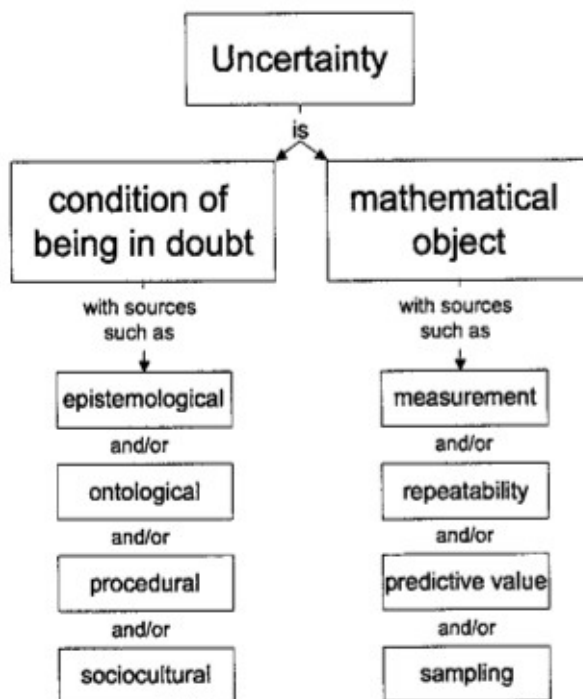 Uncertainty
is
condition of
being in doubt
with sources
such as
epistemological
and/or
ontological
and/or
procedural
and/or
sociocultural
mathematical
object
with sources
such as
measurement
and/or
repeatability
and/or
predictive value
and/or
sampling